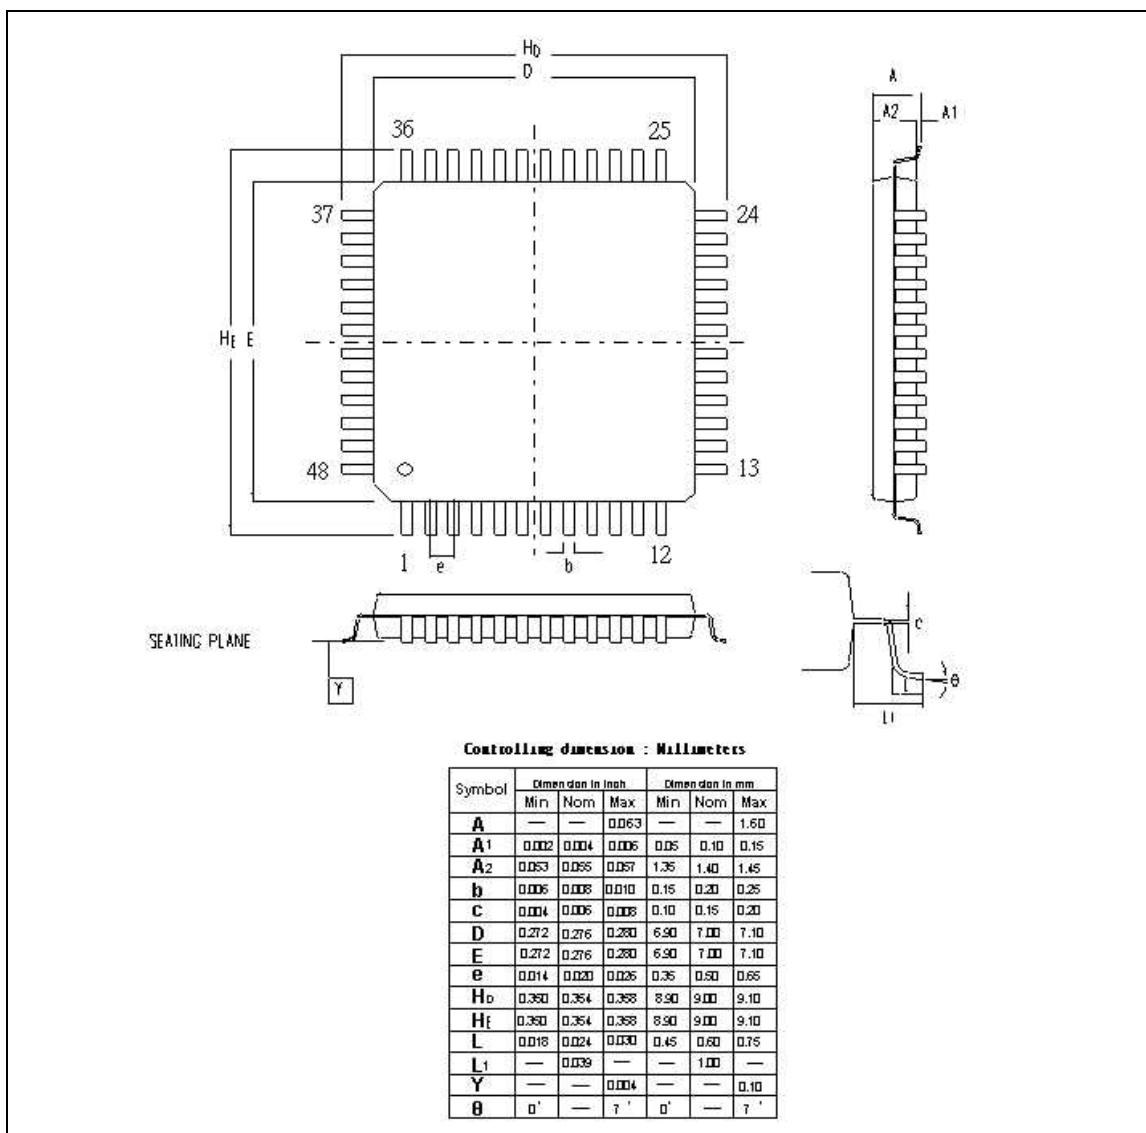 HD
D
A
A2 A1
36 25
37 24
HE E
48 13
1 e b 12
SEATING PLANE
Y
c
L θ
L1
Controlling dimension : Millimeters
Symbol Dimension in inch Dimension in mm
Min Nom Max Min Nom Max
A — — 0.063 — — 1.60
A1 0.002 0.004 0.006 0.05 0.10 0.15
A2 0.053 0.055 0.057 1.35 1.40 1.45
b 0.006 0.008 0.010 0.15 0.20 0.25
c 0.004 0.006 0.008 0.10 0.15 0.20
D 0.272 0.276 0.280 6.90 7.00 7.10
E 0.272 0.276 0.280 6.90 7.00 7.10
e 0.014 0.020 0.026 0.35 0.50 0.65
HD 0.350 0.354 0.358 8.90 9.00 9.10
HE 0.350 0.354 0.358 8.90 9.00 9.10
L 0.018 0.024 0.030 0.45 0.60 0.75
L1 — 0.039 — — 1.00 —
Y — — 0.004 — — 0.10
θ 0° — 7° 0° — 7°